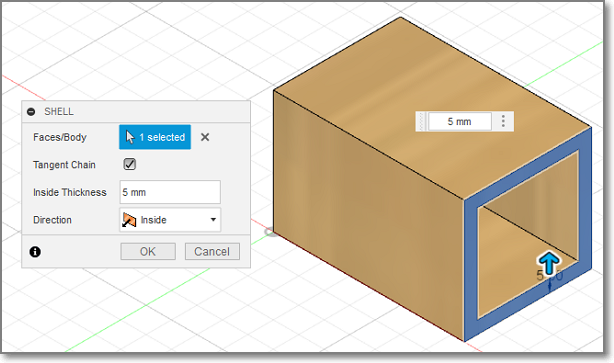 SHELL
Faces/Body 1 selected
Tangent Chain
Inside Thickness 5 mm
Direction Inside
OK Cancel
5 mm